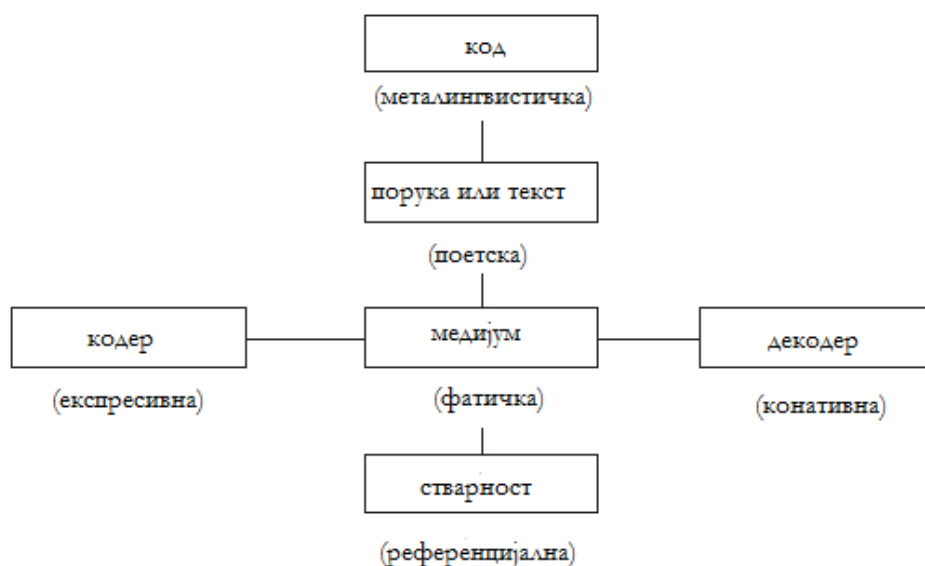 код
(металингвистичка)
порука или текст
(поетска)
кодер
медијум
декодер
(експресивна)
(фатичка)
(конативна)
стварност
(референцијална)